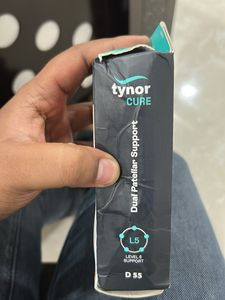 tynor
CURE
Dual Patellar Support
L5
LEVEL 5
SUPPORT
D 55